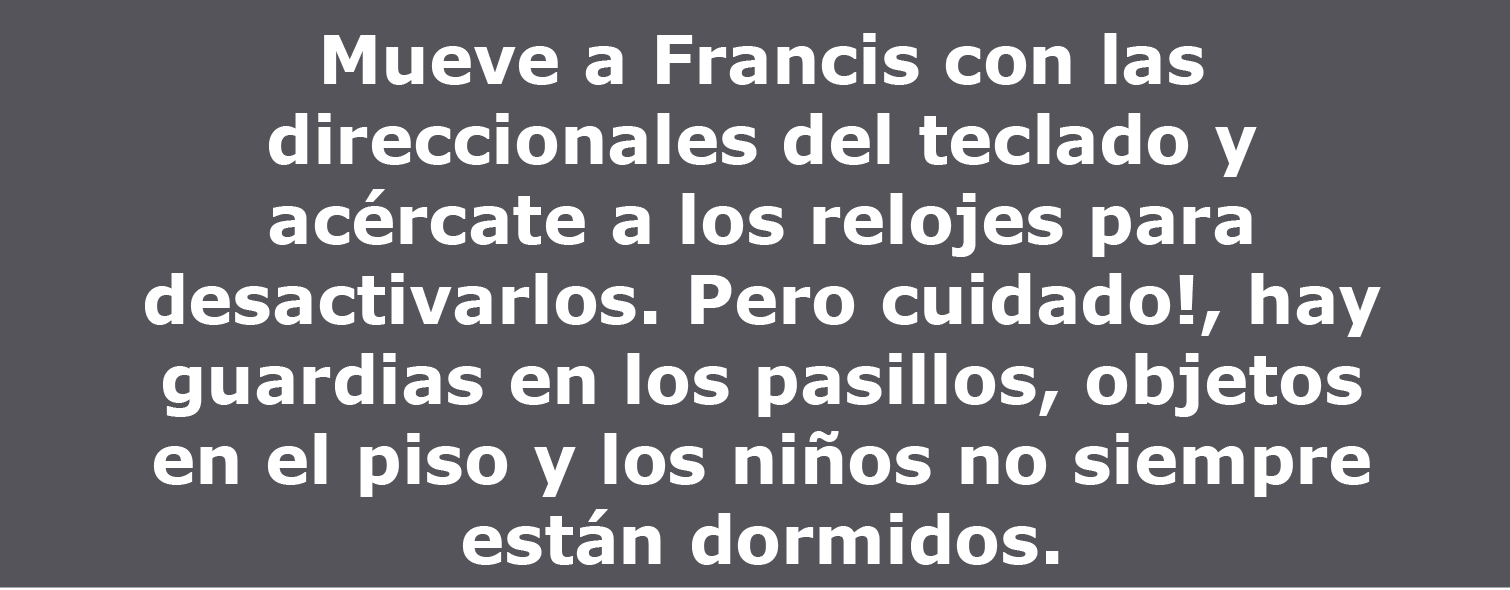 Mueve a Francis con las
direccionales del teclado y
acércate a los relojes para
desactivarlos. Pero cuidado!, hay
guardias en los pasillos, objetos
en el piso y los niños no siempre
están dormidos.